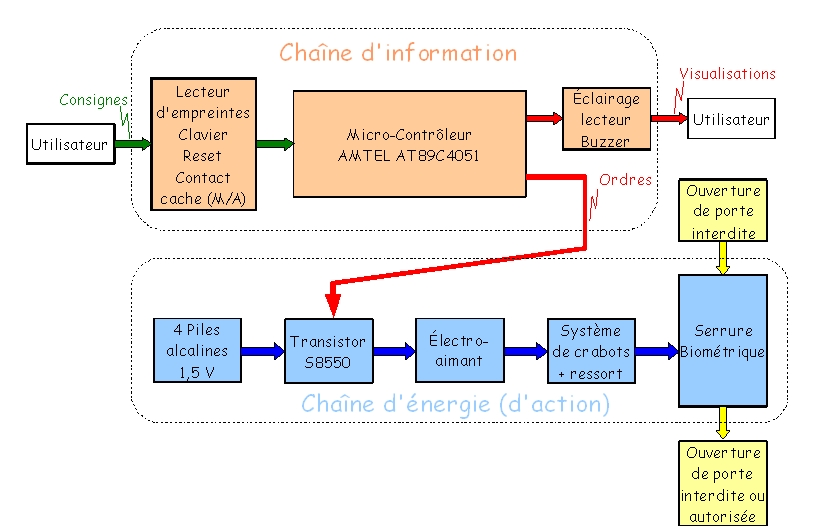 Chaîne d'information
Consignes
Utilisateur
Lecteur
d'empreintes
Clavier
Reset
Contact
cache (M/A)
Micro-Contrôleur
AMTEL AT89C4051
Éclairage
lecteur
Buzzer
Visualisations
Utilisateur
Ordres
Ouverture
de porte
interdite
4 Piles
alcalines
1,5 V
Transistor
S8550
Électro-
aimant
Système
de crabots
+ ressort
Serrure
Biométrique
Chaîne d'énergie (d'action)
Ouverture
de porte
interdite ou
autorisée